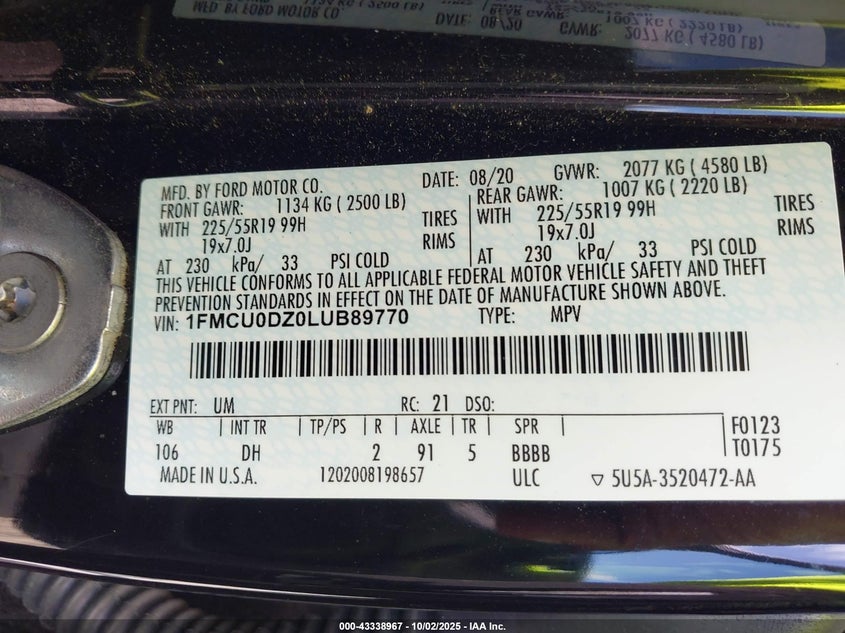 MFD. BY FORD MOTOR CO.
DATE: 08/20
GVWR: 2077 KG ( 4580 LB)
FRONT GAWR: 1134 KG ( 2500 LB)
REAR GAWR: 1007 KG ( 2220 LB)
WITH 225/55R19 99H TIRES
WITH 225/55R19 99H TIRES
19x7.0J RIMS
19x7.0J RIMS
AT 230 kPa/ 33 PSI COLD
AT 230 kPa/ 33 PSI COLD
THIS VEHICLE CONFORMS TO ALL APPLICABLE FEDERAL MOTOR VEHICLE SAFETY AND THEFT
PREVENTION STANDARDS IN EFFECT ON THE DATE OF MANUFACTURE SHOWN ABOVE.
VIN: 1FMCU0DZ0LUB89770 TYPE: MPV
EXT PNT: UM RC: 21 DSO:
WB INT TR TP/PS R AXLE TR SPR F0123
106 DH 2 91 5 BBBB T0175
MADE IN U.S.A. 1202008198657 ULC ▽ 5U5A-3520472-AA
000-43338967 - 10/02/2025 - IAA Inc.